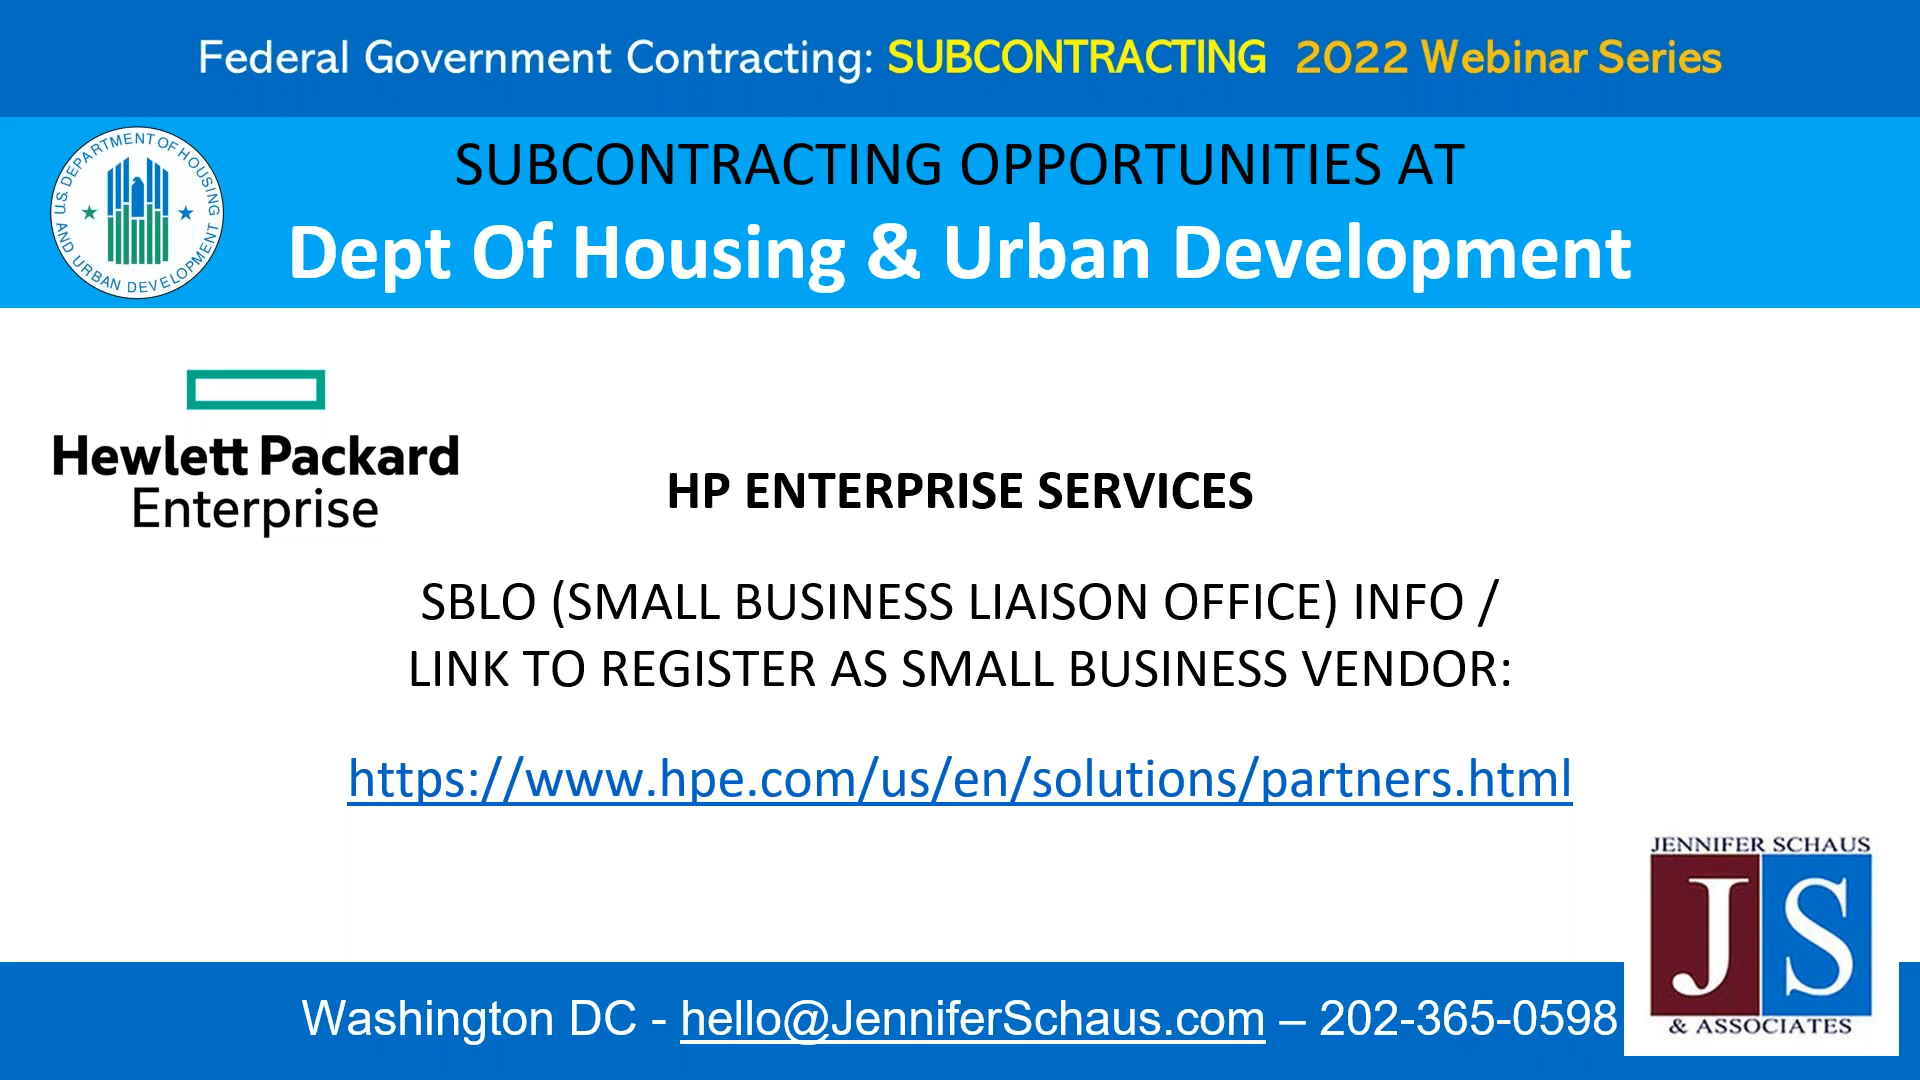 Federal Government Contracting: SUBCONTRACTING 2022 Webinar Series
SUBCONTRACTING OPPORTUNITIES AT
Dept Of Housing & Urban Development
U.S. DEPARTMENT OF HOUSING
AND URBAN DEVELOPMENT
Hewlett Packard
Enterprise
HP ENTERPRISE SERVICES
SBLO (SMALL BUSINESS LIAISON OFFICE) INFO /
LINK TO REGISTER AS SMALL BUSINESS VENDOR:
https://www.hpe.com/us/en/solutions/partners.html
JENNIFER SCHAUS
JS
& ASSOCIATES
Washington DC - hello@JenniferSchaus.com – 202-365-0598